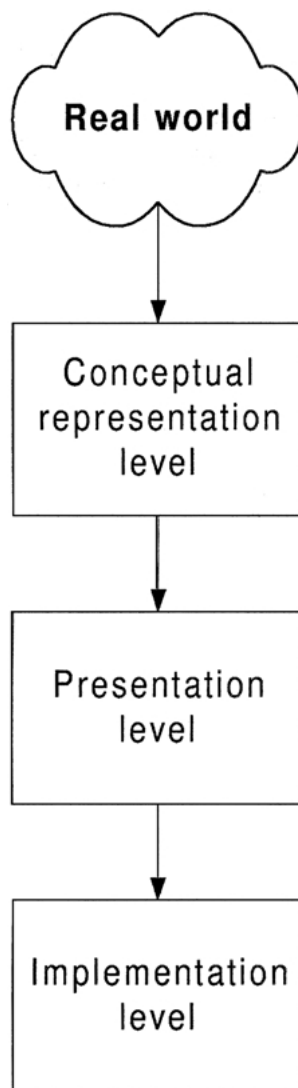 Real world
Conceptual
representation
level
Presentation
level
Implementation
level